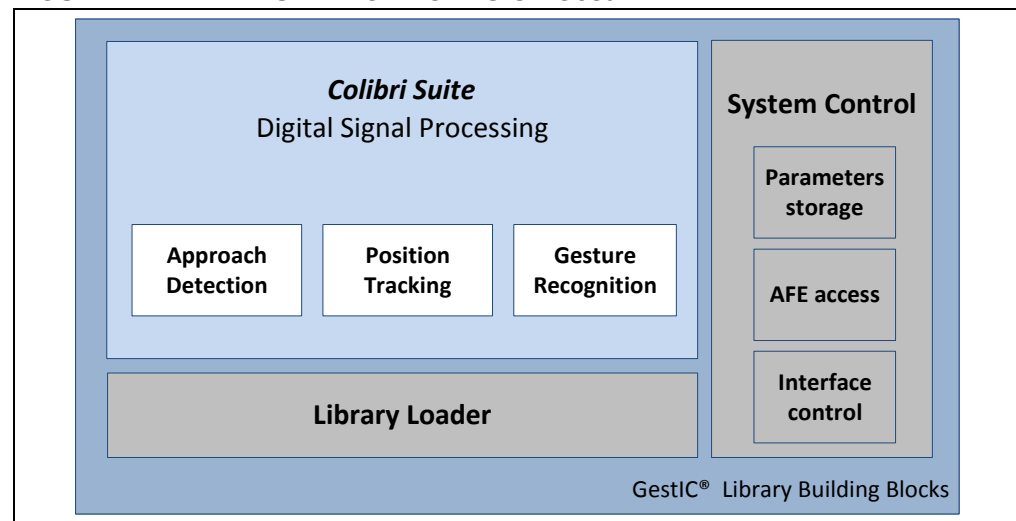 Colibri Suite
Digital Signal Processing
Approach
Detection
Position
Tracking
Gesture
Recognition
Library Loader
System Control
Parameters
storage
AFE access
Interface
control
GestIC® Library Building Blocks